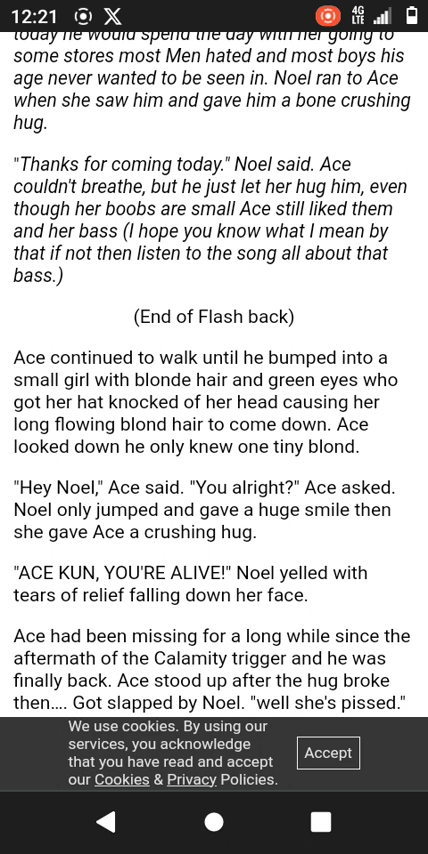 12:21
4G
LTE
today he would spend the day with her going to
some stores most Men hated and most boys his
age never wanted to be seen in. Noel ran to Ace
when she saw him and gave him a bone crushing
hug.
"Thanks for coming today." Noel said. Ace
couldn't breathe, but he just let her hug him, even
though her boobs are small Ace still liked them
and her bass (I hope you know what I mean by
that if not then listen to the song all about that
bass.)
(End of Flash back)
Ace continued to walk until he bumped into a
small girl with blonde hair and green eyes who
got her hat knocked of her head causing her
long flowing blond hair to come down. Ace
looked down he only knew one tiny blond.
"Hey Noel," Ace said. "You alright?" Ace asked.
Noel only jumped and gave a huge smile then
she gave Ace a crushing hug.
"ACE KUN, YOU'RE ALIVE!" Noel yelled with
tears of relief falling down her face.
Ace had been missing for a long while since the
aftermath of the Calamity trigger and he was
finally back. Ace stood up after the hug broke
then.... Got slapped by Noel. "well she's pissed."
We use cookies. By using our
services, you acknowledge
that you have read and accept
our Cookies & Privacy Policies.
Accept